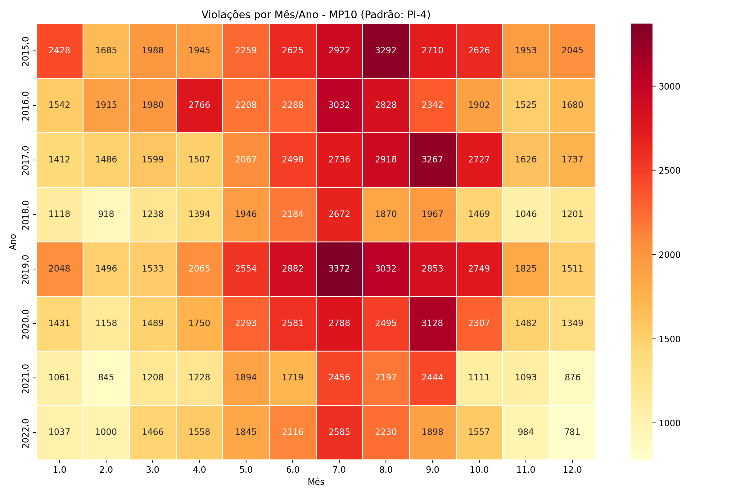 Violações por Mês/Ano - MP10 (Padrão: PI-4)
Ano
2015.0 2428 1685 1988 1945 2259 2625 2922 3292 2710 2626 1953 2045
2016.0 1542 1915 1980 2766 2208 2288 3032 2828 2342 1902 1525 1680
2017.0 1412 1486 1599 1507 2067 2498 2736 2918 3267 2727 1626 1737
2018.0 1118 918 1238 1394 1946 2184 2672 1870 1967 1469 1046 1201
2019.0 2048 1496 1533 2065 2554 2882 3372 3032 2853 2749 1825 1511
2020.0 1431 1158 1489 1750 2293 2581 2788 2495 3128 2307 1482 1349
2021.0 1061 845 1208 1228 1894 1719 2456 2197 2444 1111 1093 876
2022.0 1037 1000 1466 1558 1845 2116 2585 2230 1898 1557 984 781
1.0 2.0 3.0 4.0 5.0 6.0 7.0 8.0 9.0 10.0 11.0 12.0
Mês
3000
2500
2000
1500
1000